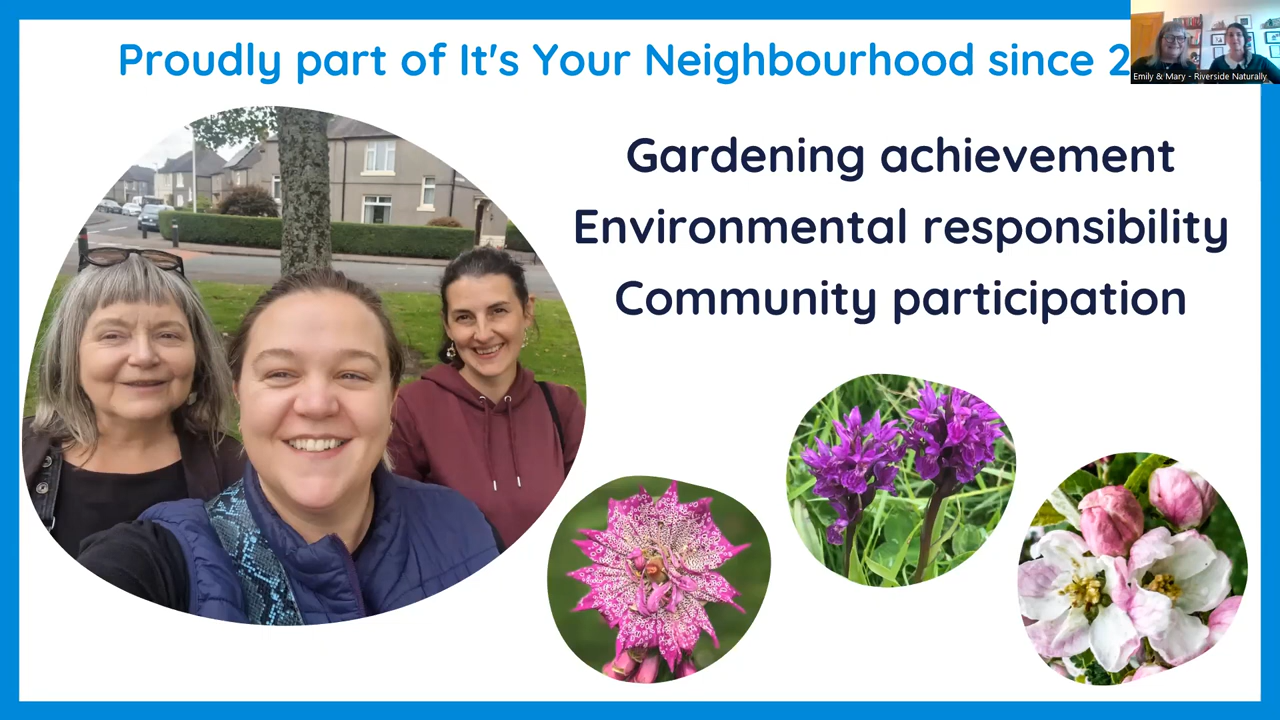 Proudly part of It's Your Neighbourhood since 2
Gardening achievement
Environmental responsibility
Community participation
Emily & Mary - Riverside Naturally